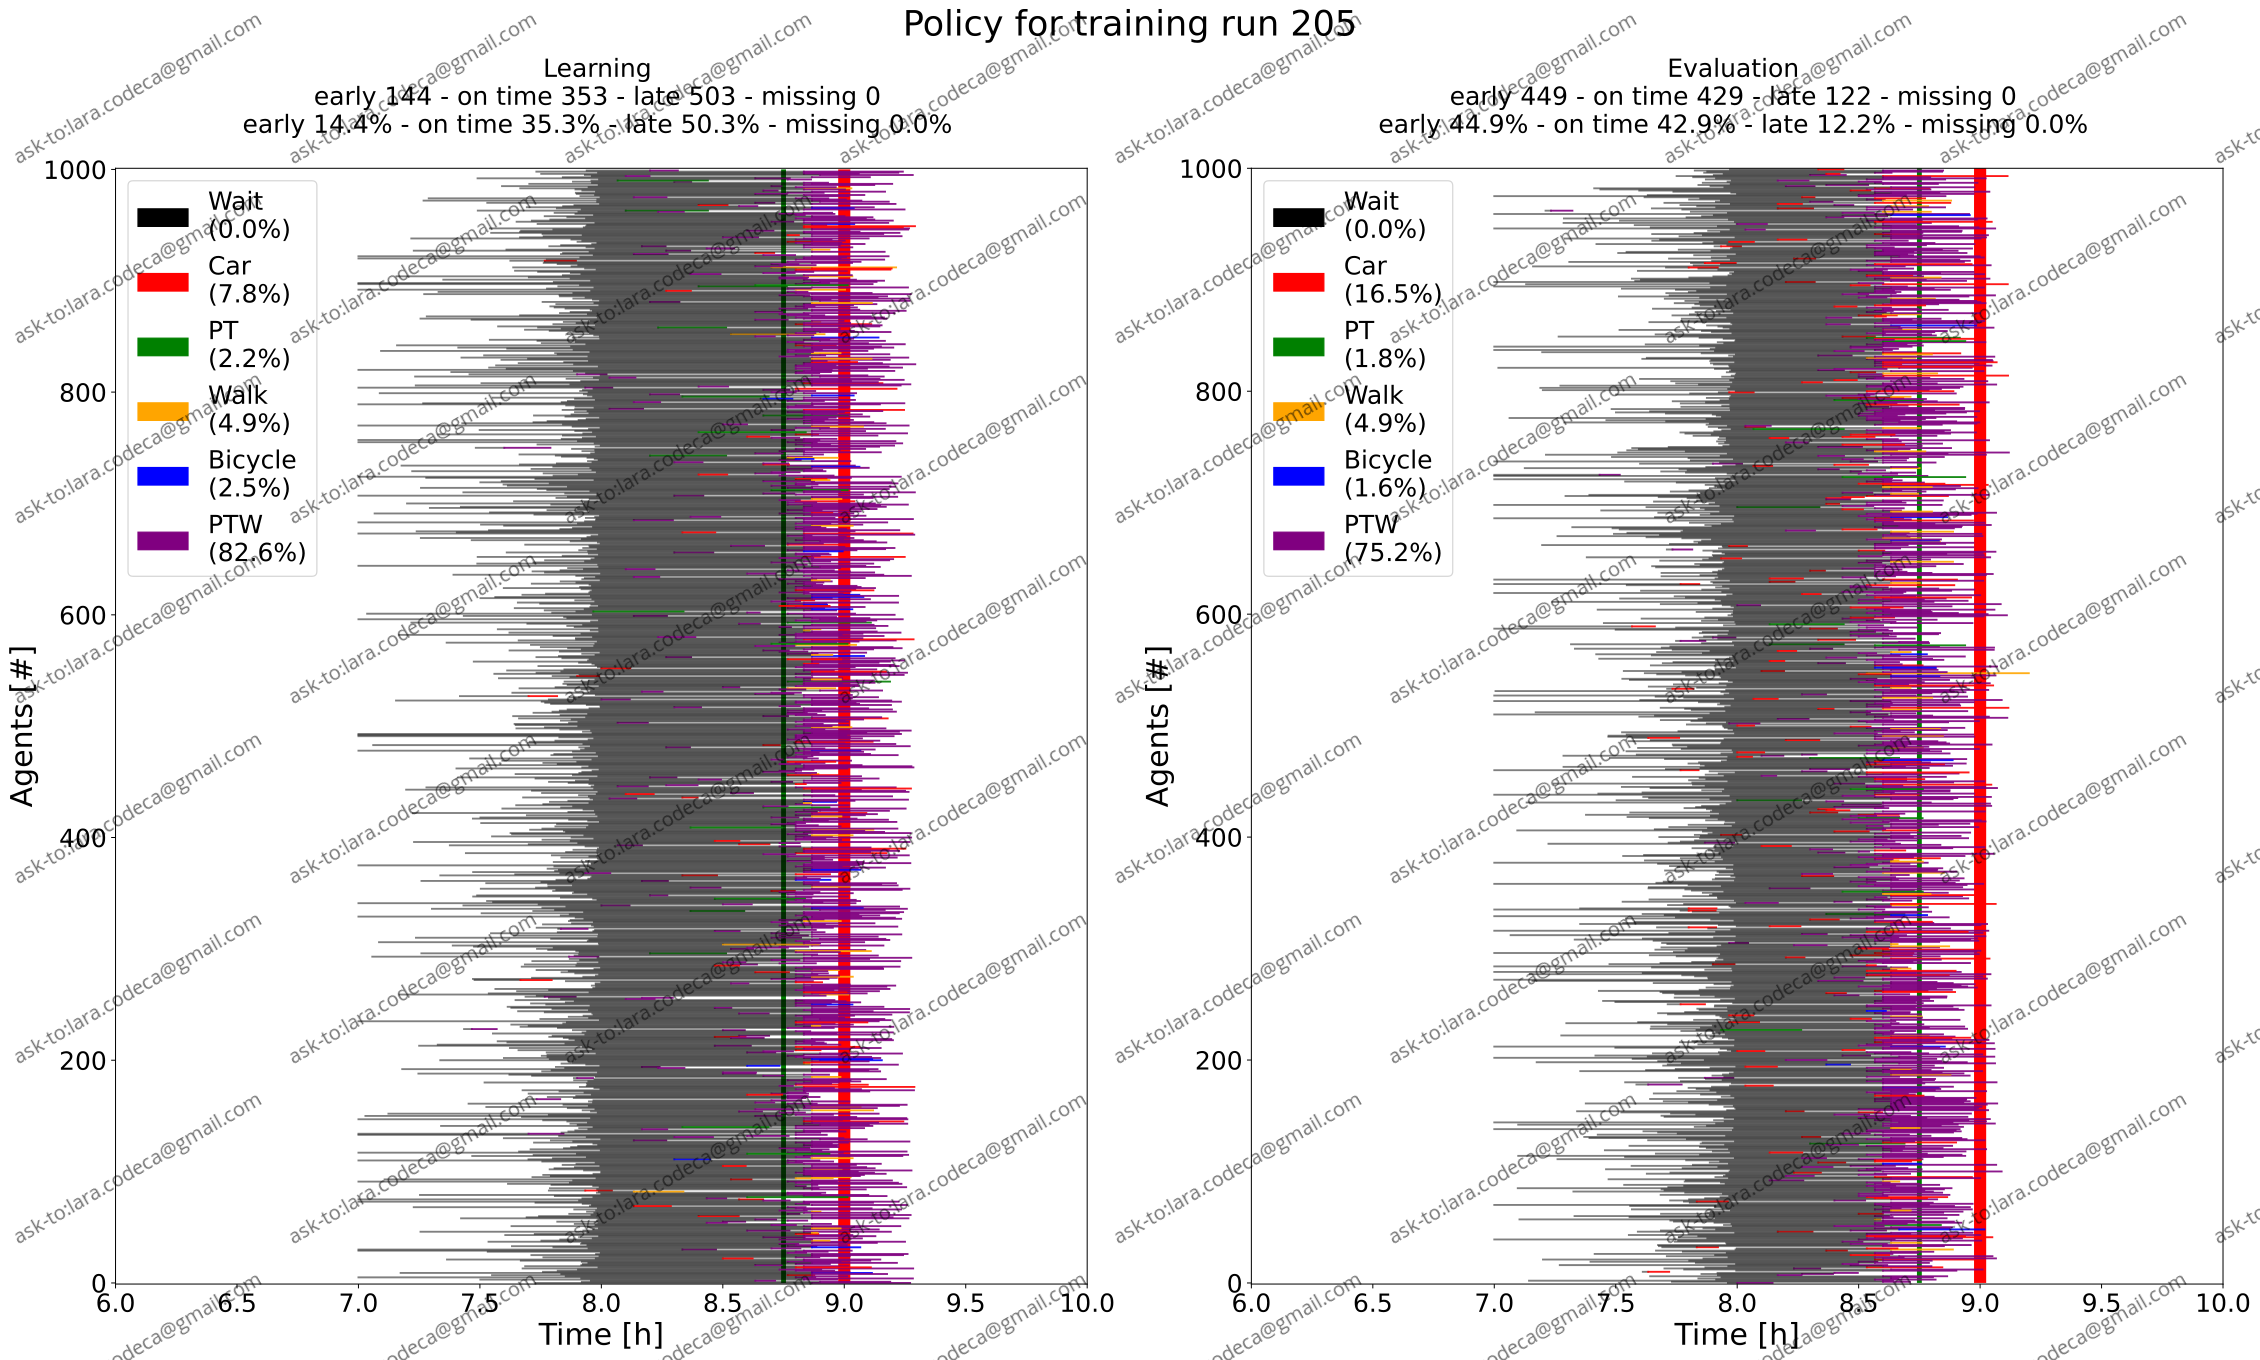 Policy for training run 205
Learning
early 144 - on time 353 - late 503 - missing 0
early 14.4% - on time 35.3% - late 50.3% - missing 0.0%
Evaluation
early 449 - on time 429 - late 122 - missing 0
early 44.9% - on time 42.9% - late 12.2% - missing 0.0%
Agents [#]
1000
800
600
400
200
0
Wait
(0.0%)
Car
(7.8%)
PT
(2.2%)
Walk
(4.9%)
Bicycle
(2.5%)
PTW
(82.6%)
6.0 6.5 7.0 7.5 8.0 8.5 9.0 9.5 10.0
Time [h]
Agents [#]
1000
800
600
400
200
0
Wait
(0.0%)
Car
(16.5%)
PT
(1.8%)
Walk
(4.9%)
Bicycle
(1.6%)
PTW
(75.2%)
6.0 6.5 7.0 7.5 8.0 8.5 9.0 9.5 10.0
Time [h]
ask-to:lara.codeca@gmail.com